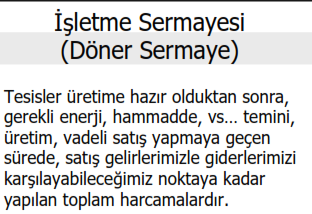 İşletme Sermayesi
(Döner Sermaye)
Tesisler üretime hazır olduktan sonra,
gerekli enerji, hammadde, vs... temini,
üretim, vadeli satış yapmaya geçen
sürede, satış gelirlerimizle giderlerimizi
karşılayabileceğimiz noktaya kadar
yapılan toplam harcamalardır.